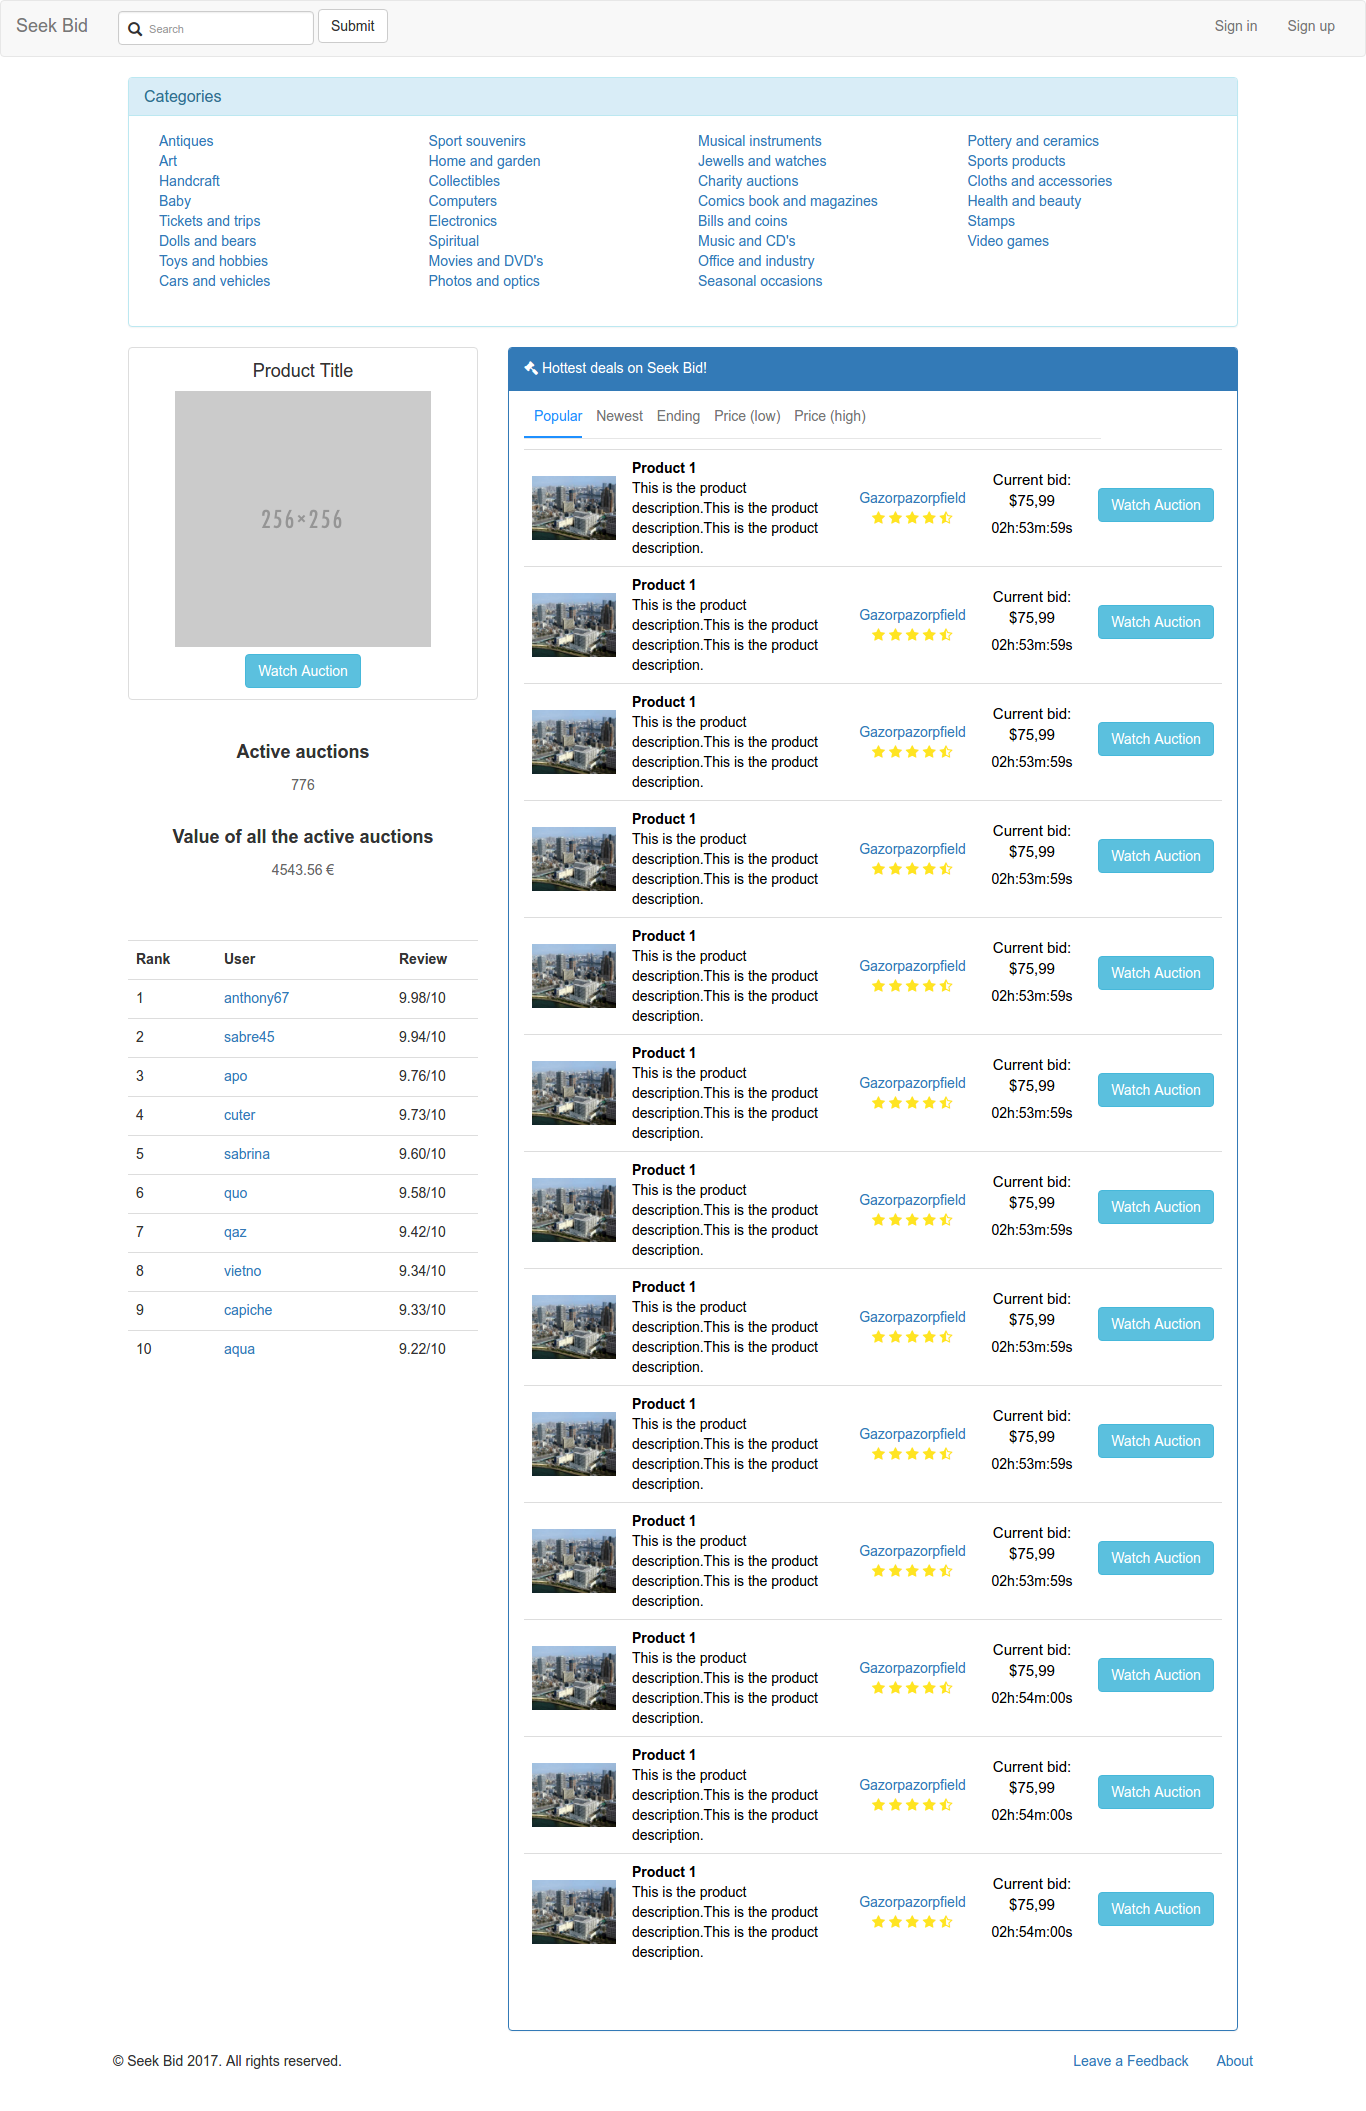 Seek Bid
Search
Submit
Sign in
Sign up
Categories
Antiques
Art
Handcraft
Baby
Tickets and trips
Dolls and bears
Toys and hobbies
Cars and vehicles
Sport souvenirs
Home and garden
Collectibles
Computers
Electronics
Spiritual
Movies and DVD's
Photos and optics
Musical instruments
Jewells and watches
Charity auctions
Comics book and magazines
Bills and coins
Music and CD's
Office and industry
Seasonal occasions
Pottery and ceramics
Sports products
Cloths and accessories
Health and beauty
Stamps
Video games
Product Title
256×256
Watch Auction
Active auctions
776
Value of all the active auctions
4543.56 €
Rank User Review
1 anthony67 9.98/10
2 sabre45 9.94/10
3 apo 9.76/10
4 cuter 9.73/10
5 sabrina 9.60/10
6 quo 9.58/10
7 qaz 9.42/10
8 vietno 9.34/10
9 capiche 9.33/10
10 aqua 9.22/10
Hottest deals on Seek Bid!
Popular Newest Ending Price (low) Price (high)
Product 1
This is the product
description.This is the product
description.This is the product
description.
Gazorpazorpfield
Current bid:
$75,99
02h:53m:59s
Watch Auction
Product 1
This is the product
description.This is the product
description.This is the product
description.
Gazorpazorpfield
Current bid:
$75,99
02h:53m:59s
Watch Auction
Product 1
This is the product
description.This is the product
description.This is the product
description.
Gazorpazorpfield
Current bid:
$75,99
02h:53m:59s
Watch Auction
Product 1
This is the product
description.This is the product
description.This is the product
description.
Gazorpazorpfield
Current bid:
$75,99
02h:53m:59s
Watch Auction
Product 1
This is the product
description.This is the product
description.This is the product
description.
Gazorpazorpfield
Current bid:
$75,99
02h:53m:59s
Watch Auction
Product 1
This is the product
description.This is the product
description.This is the product
description.
Gazorpazorpfield
Current bid:
$75,99
02h:53m:59s
Watch Auction
Product 1
This is the product
description.This is the product
description.This is the product
description.
Gazorpazorpfield
Current bid:
$75,99
02h:53m:59s
Watch Auction
Product 1
This is the product
description.This is the product
description.This is the product
description.
Gazorpazorpfield
Current bid:
$75,99
02h:53m:59s
Watch Auction
Product 1
This is the product
description.This is the product
description.This is the product
description.
Gazorpazorpfield
Current bid:
$75,99
02h:53m:59s
Watch Auction
Product 1
This is the product
description.This is the product
description.This is the product
description.
Gazorpazorpfield
Current bid:
$75,99
02h:53m:59s
Watch Auction
Product 1
This is the product
description.This is the product
description.This is the product
description.
Gazorpazorpfield
Current bid:
$75,99
02h:54m:00s
Watch Auction
Product 1
This is the product
description.This is the product
description.This is the product
description.
Gazorpazorpfield
Current bid:
$75,99
02h:54m:00s
Watch Auction
Product 1
This is the product
description.This is the product
description.This is the product
description.
Gazorpazorpfield
Current bid:
$75,99
02h:54m:00s
Watch Auction
© Seek Bid 2017. All rights reserved.
Leave a Feedback
About